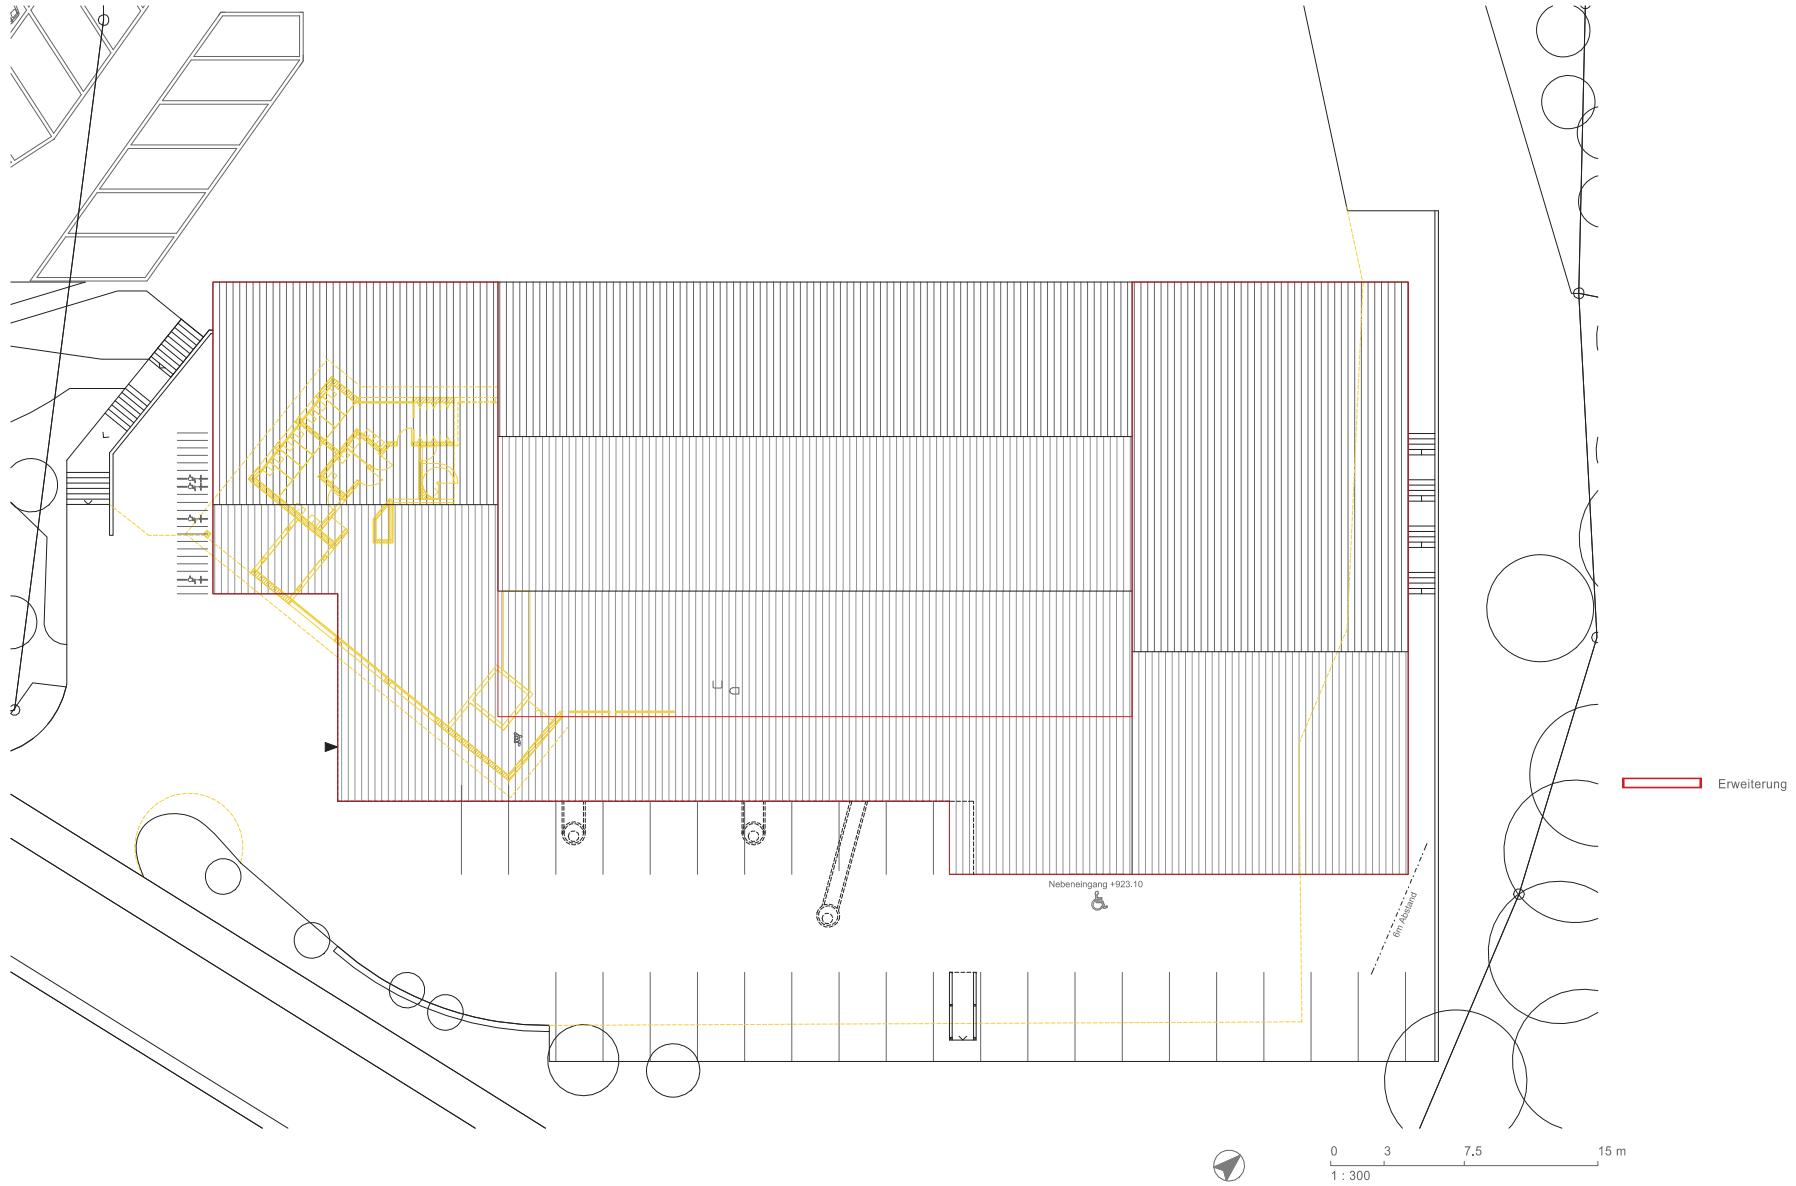 Erweiterung
Nebeneingang +923.10
6m Abstand
0 3 7.5 15 m
1 : 300